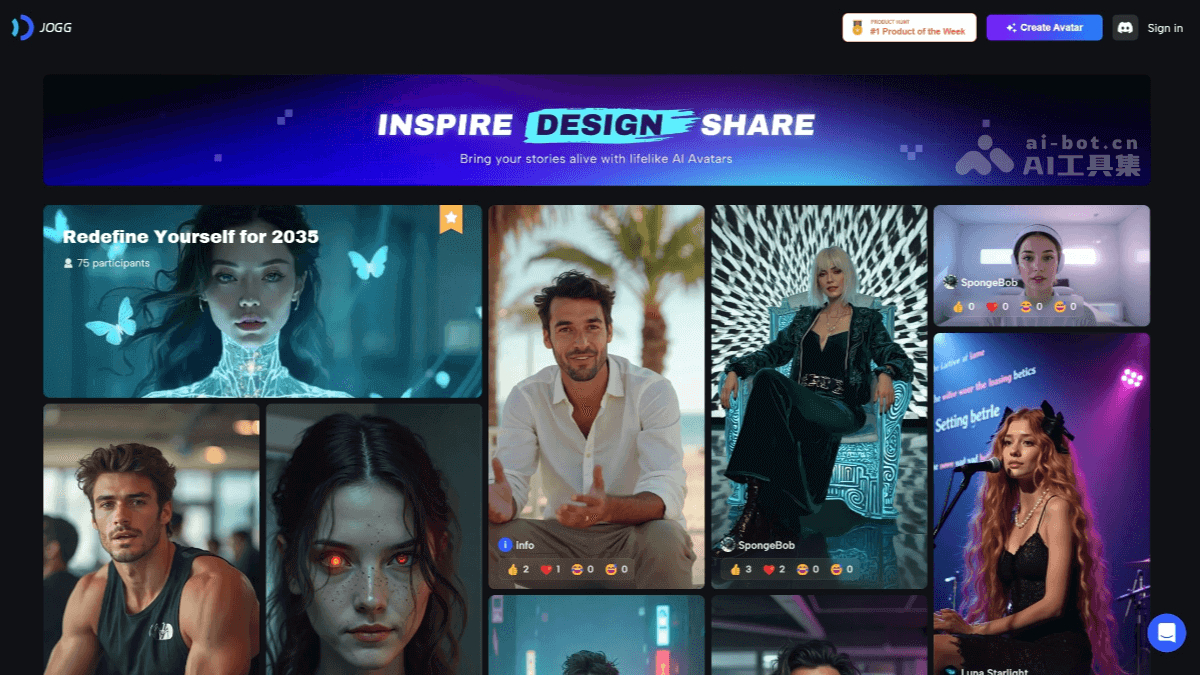 JOGG
PRODUCT HUNT
#1 Product of the Week
Create Avatar
Sign in
INSPIRE DESIGN SHARE
Bring your stories alive with lifelike AI Avatars
ai-bot.cn
AI工具集
Redefine Yourself for 2035
75 participants
info
👍 2 ❤️ 1 😂 0 😄 0
SpongeBob
👍 3 ❤️ 2 😂 0 😄 0
SpongeBob
👍 0 ❤️ 0 😂 0 😄 0
Setting betrle
Luna Starlight